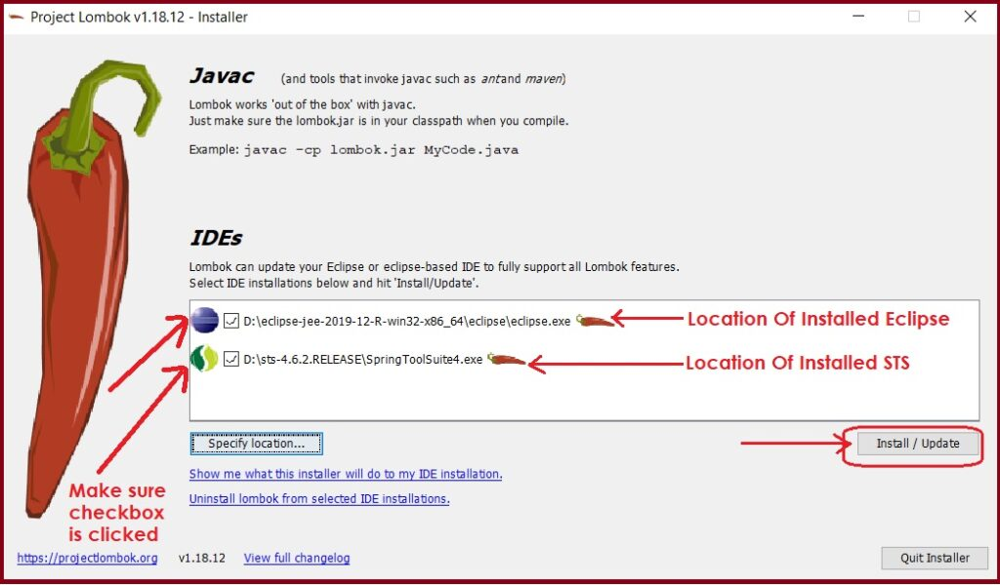 Project Lombok v1.18.12 - Installer
Javac (and tools that invoke javac such as ant and maven)
Lombok works 'out of the box' with javac.
Just make sure the lombok.jar is in your classpath when you compile.
Example: javac -cp lombok.jar MyCode.java
IDEs
Lombok can update your Eclipse or eclipse-based IDE to fully support all Lombok features.
Select IDE installations below and hit 'Install/Update'.
D:\eclipse-jee-2019-12-R-win32-x86_64\eclipse\eclipse.exe
Location Of Installed Eclipse
D:\sts-4.6.2.RELEASE\SpringToolSuite4.exe
Location Of Installed STS
Specify location...
Install / Update
Show me what this installer will do to my IDE installation.
Uninstall lombok from selected IDE installations.
Make sure
checkbox
is clicked
https://projectlombok.org v1.18.12 View full changelog
Quit Installer